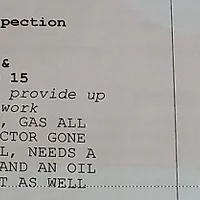 pection
&
15
provide up
work
, GAS ALL
CTOR GONE
L, NEEDS A
AND AN OIL
T AS WELL